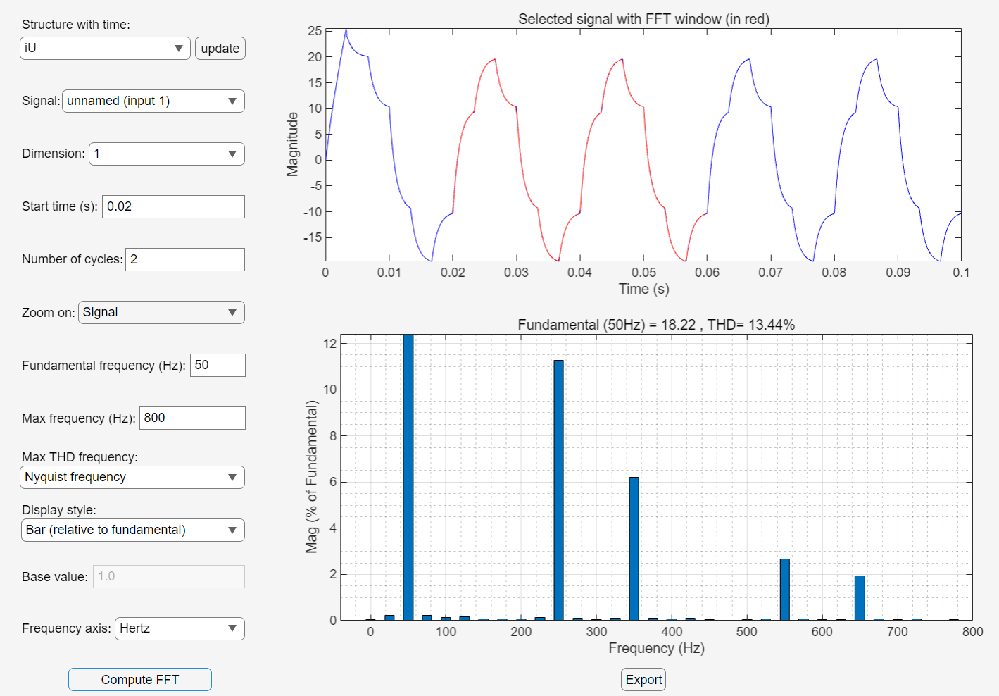 Structure with time:
iU
update
Signal: unnamed (input 1)
Dimension: 1
Start time (s): 0.02
Number of cycles: 2
Zoom on: Signal
Fundamental frequency (Hz): 50
Max frequency (Hz): 800
Max THD frequency:
Nyquist frequency
Display style:
Bar (relative to fundamental)
Base value: 1.0
Frequency axis: Hertz
Compute FFT
Selected signal with FFT window (in red)
25
20
15
10
5
0
-5
-10
-15
Magnitude
0 0.01 0.02 0.03 0.04 0.05 0.06 0.07 0.08 0.09 0.1
Time (s)
Fundamental (50Hz) = 18.22 , THD= 13.44%
12
10
8
6
4
2
0
Mag (% of Fundamental)
0 100 200 300 400 500 600 700 800
Frequency (Hz)
Export